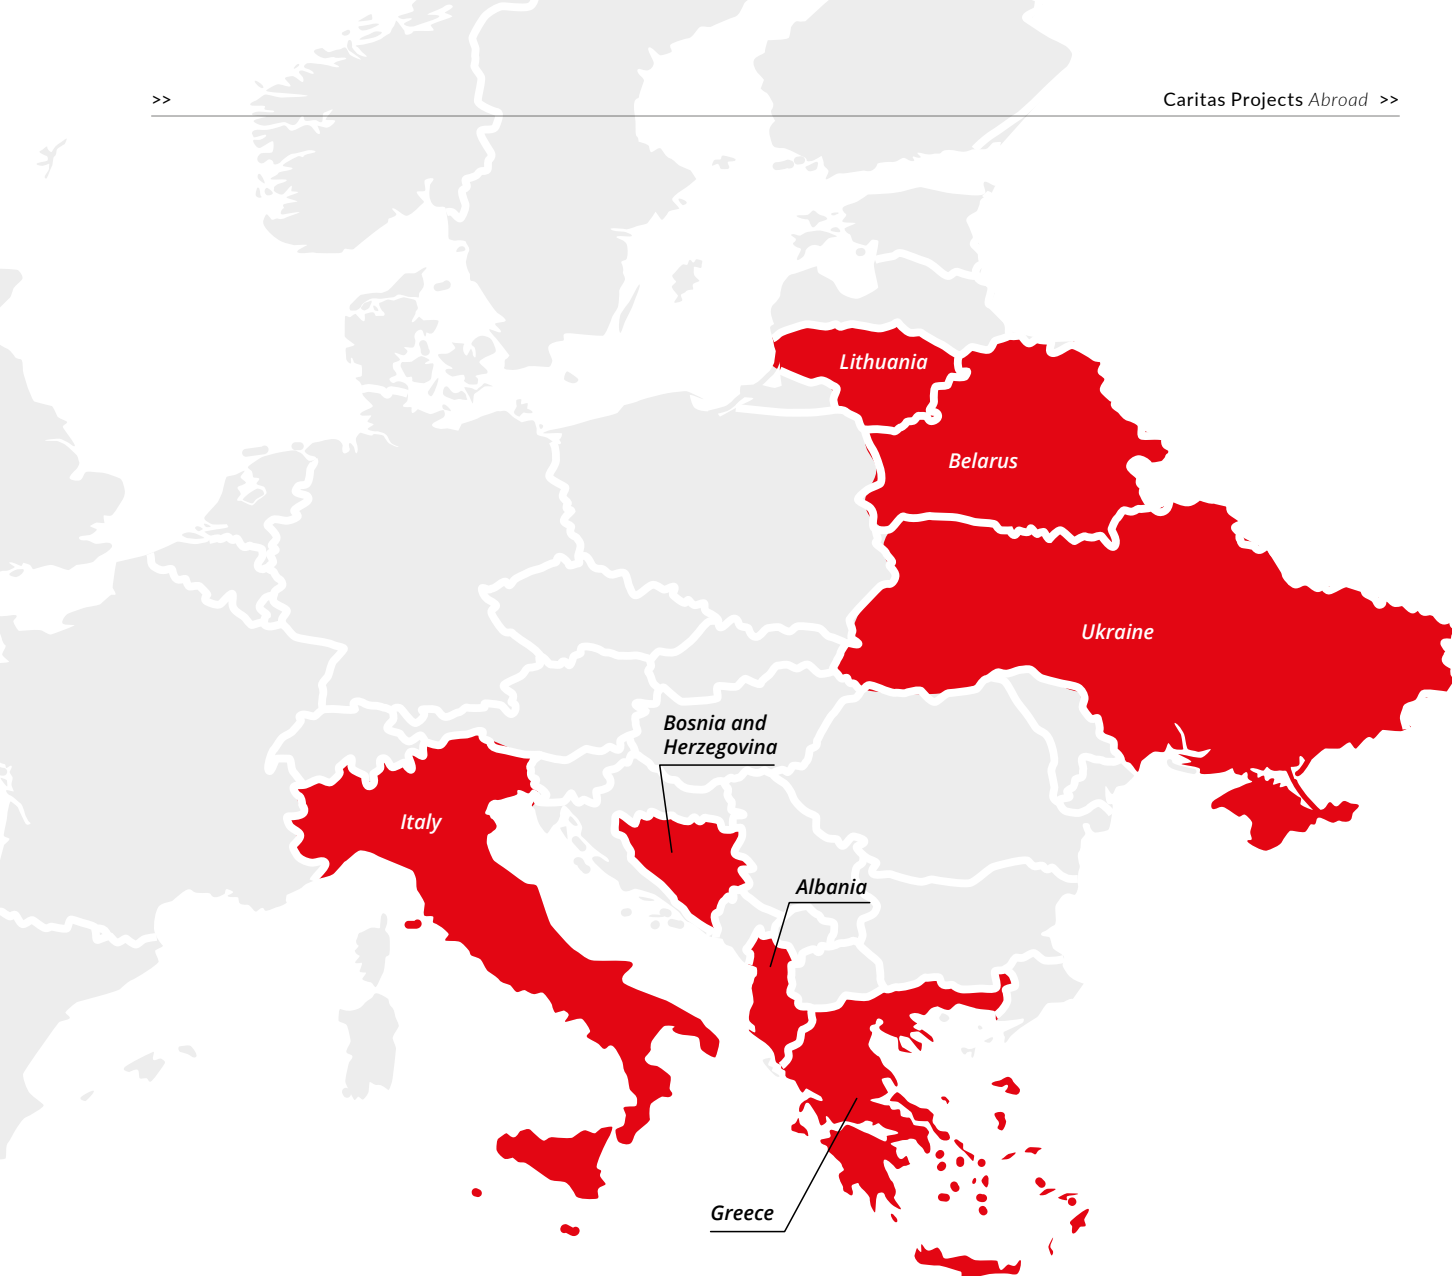 >>
Caritas Projects Abroad >>
Lithuania
Belarus
Ukraine
Bosnia and
Herzegovina
Italy
Albania
Greece